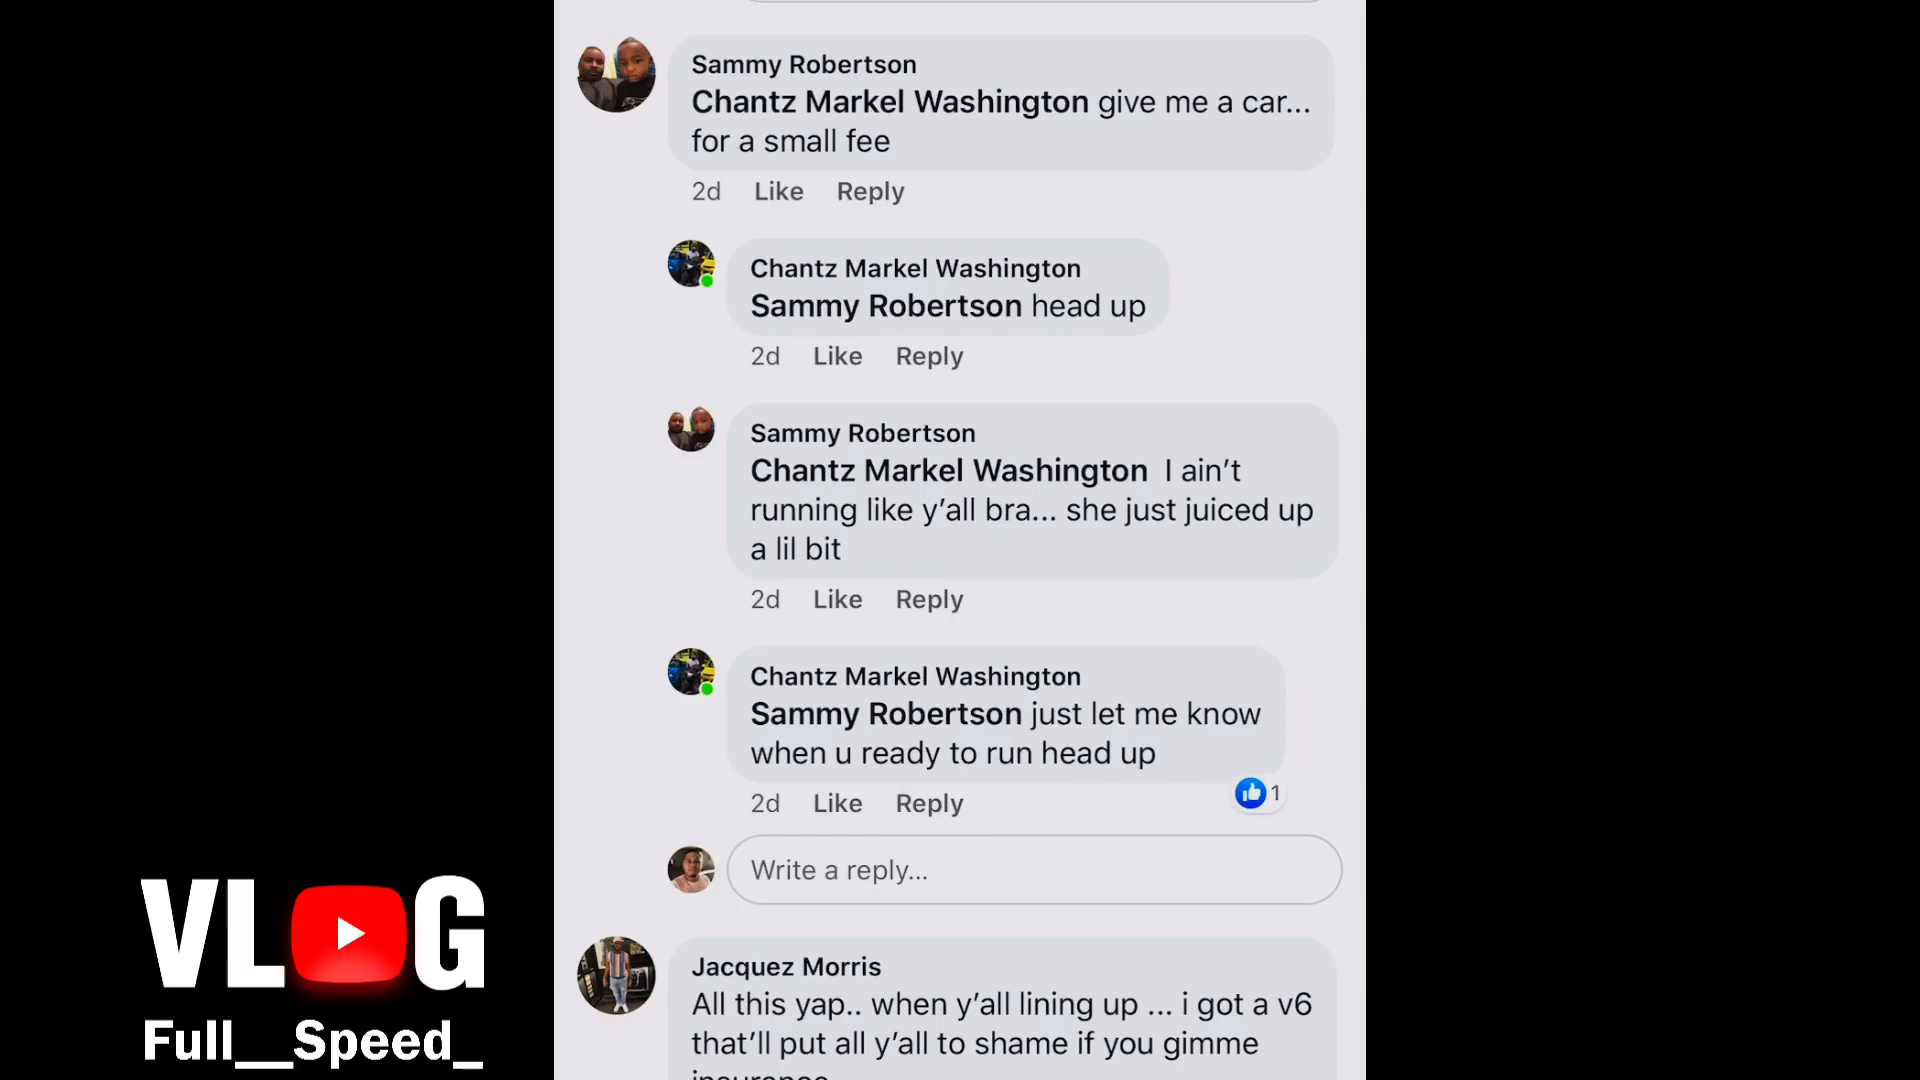 Sammy Robertson
Chantz Markel Washington give me a car...
for a small fee
2d Like Reply
Chantz Markel Washington
Sammy Robertson head up
2d Like Reply
Sammy Robertson
Chantz Markel Washington I ain’t
running like y’all bra... she just juiced up
a lil bit
2d Like Reply
Chantz Markel Washington
Sammy Robertson just let me know
when u ready to run head up
2d Like Reply
1
Write a reply...
Jacquez Morris
All this yap.. when y’all lining up ... i got a v6
that’ll put all y’all to shame if you gimme
VLOG
Full__Speed_